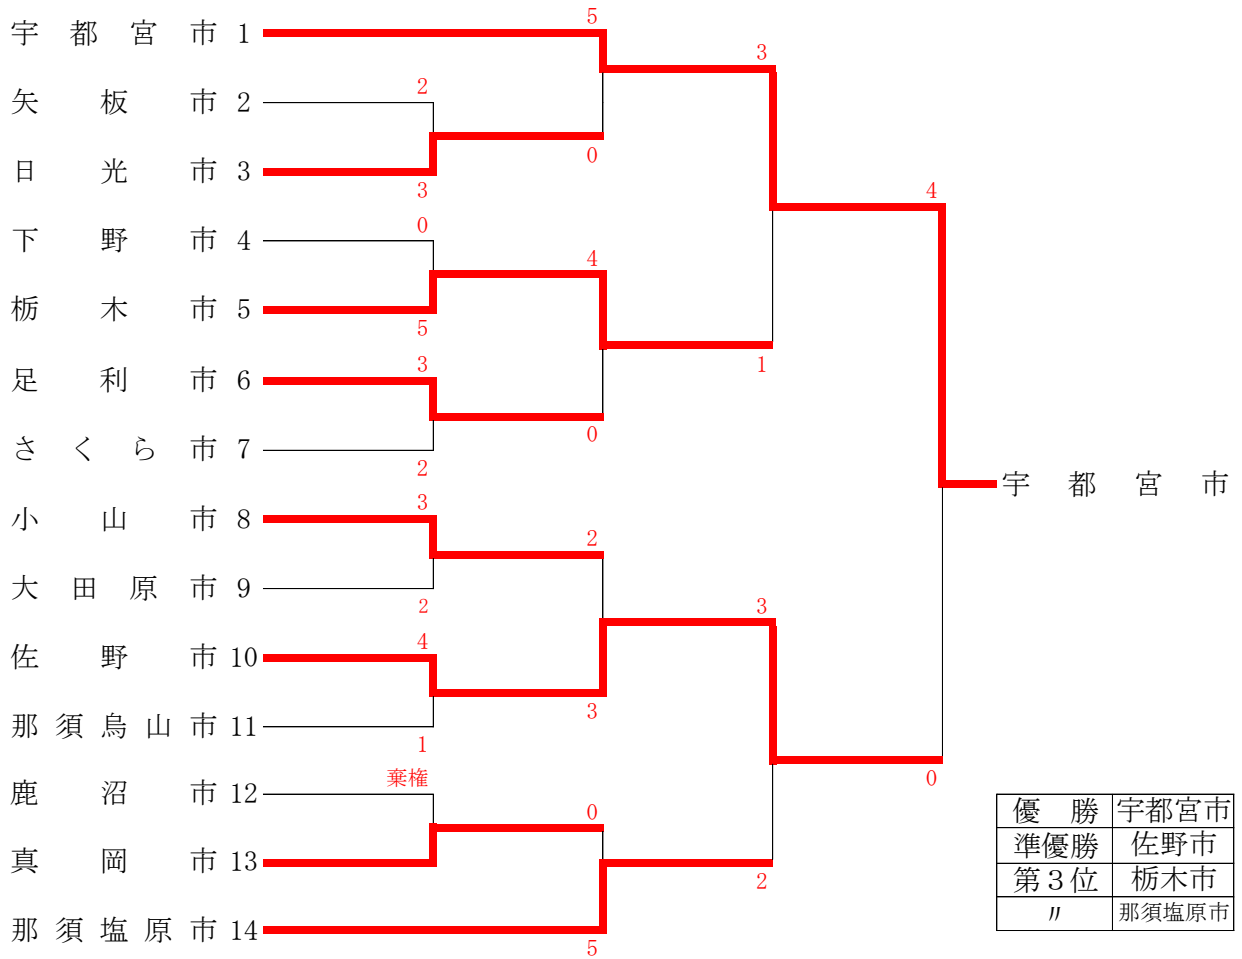 5
宇都宮市 1
3
2
矢板市 2
0
日光市 3
3
4
0
下野市 4
4
栃木市 5
5
1
3
足利市 6
0
さくら市 7
2
宇都宮市
3
小山市 8
2
大田原市 9
2
3
4
佐野市 10
3
那須烏山市 11
1
0
棄権
鹿沼市 12
0
優勝 宇都宮市
準優勝 佐野市
真岡市 13
2
第3位 栃木市
〃 那須塩原市
那須塩原市 14
5